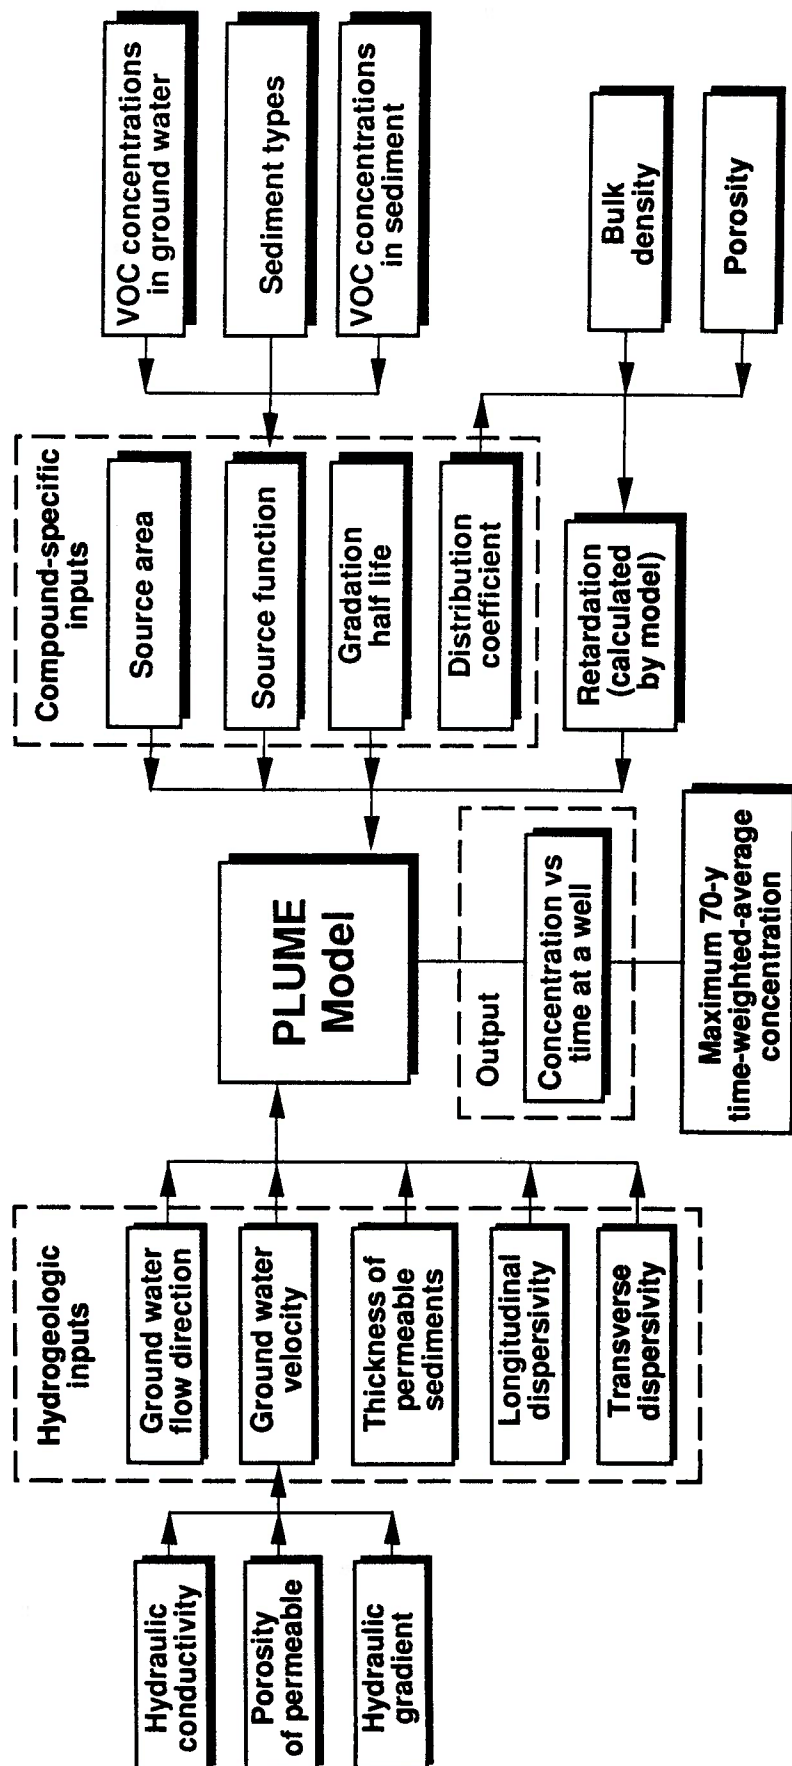 Hydraulic
conductivity
Porosity
of permeable
Hydraulic
gradient
Hydrogeologic
inputs
Ground water
flow direction
Ground water
velocity
Thickness of
permeable
sediments
Longitudinal
dispersivity
Transverse
dispersivity
PLUME
Model
Output
Concentration vs
time at a well
Maximum 70-y
time-weighted-average
concentration
Compound-specific
inputs
Source area
Source function
Gradation
half life
Distribution
coefficient
Retardation
(calculated
by model)
VOC concentrations
in ground water
Sediment types
VOC concentrations
in sediment
Bulk
density
Porosity